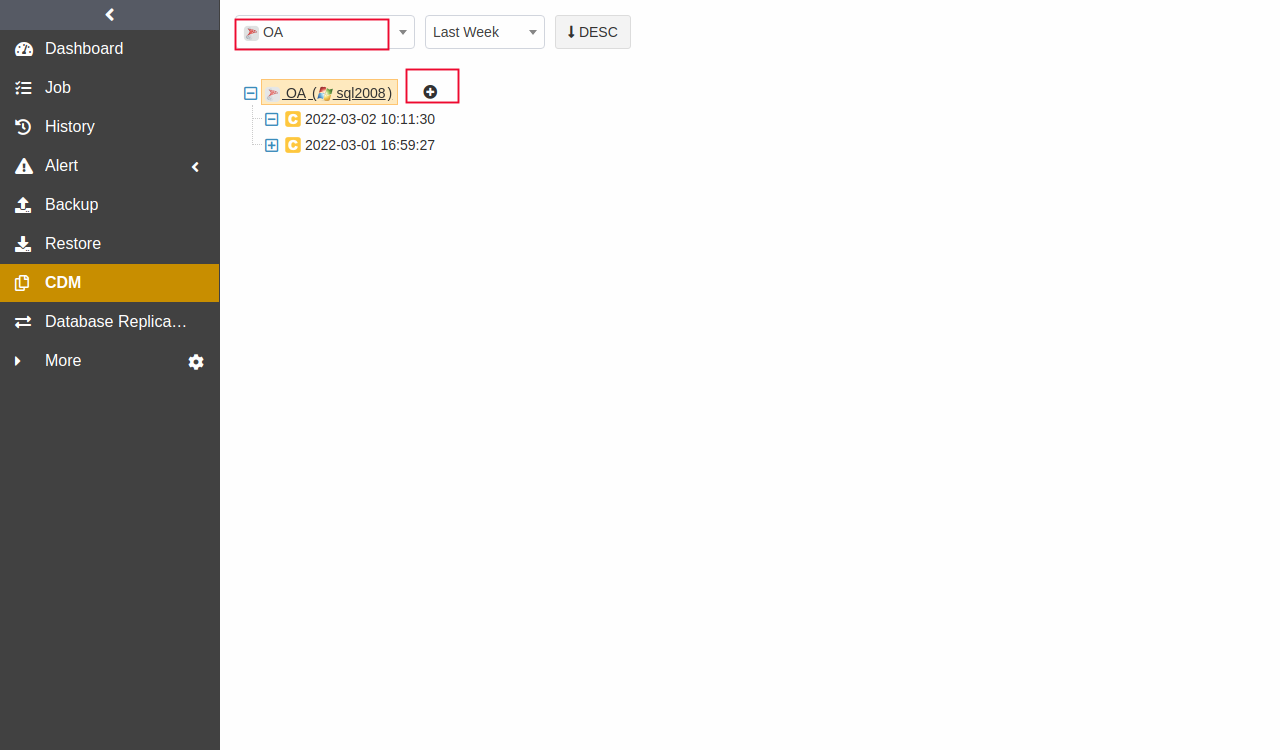 Dashboard
Job
History
Alert
Backup
Restore
CDM
Database Replica…
More
OA
Last Week
DESC
OA (sql2008)
C 2022-03-02 10:11:30
C 2022-03-01 16:59:27